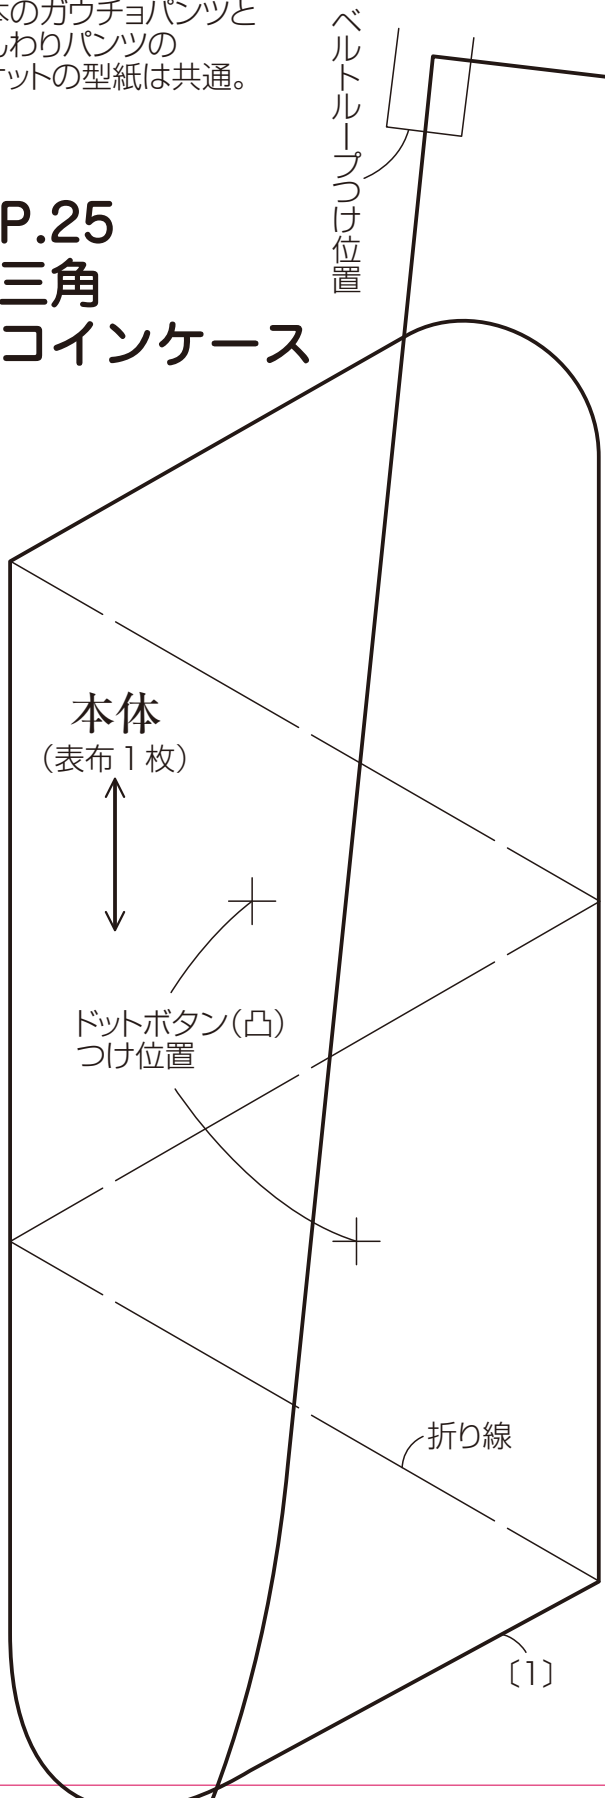 のガウチョパンツと
わりパンツの
ケットの型紙は共通。
ベルトループつけ位置
P.25
三角
コインケース
本体
（表布1枚）
ドットボタン（凸）
つけ位置
折り線
〔1〕